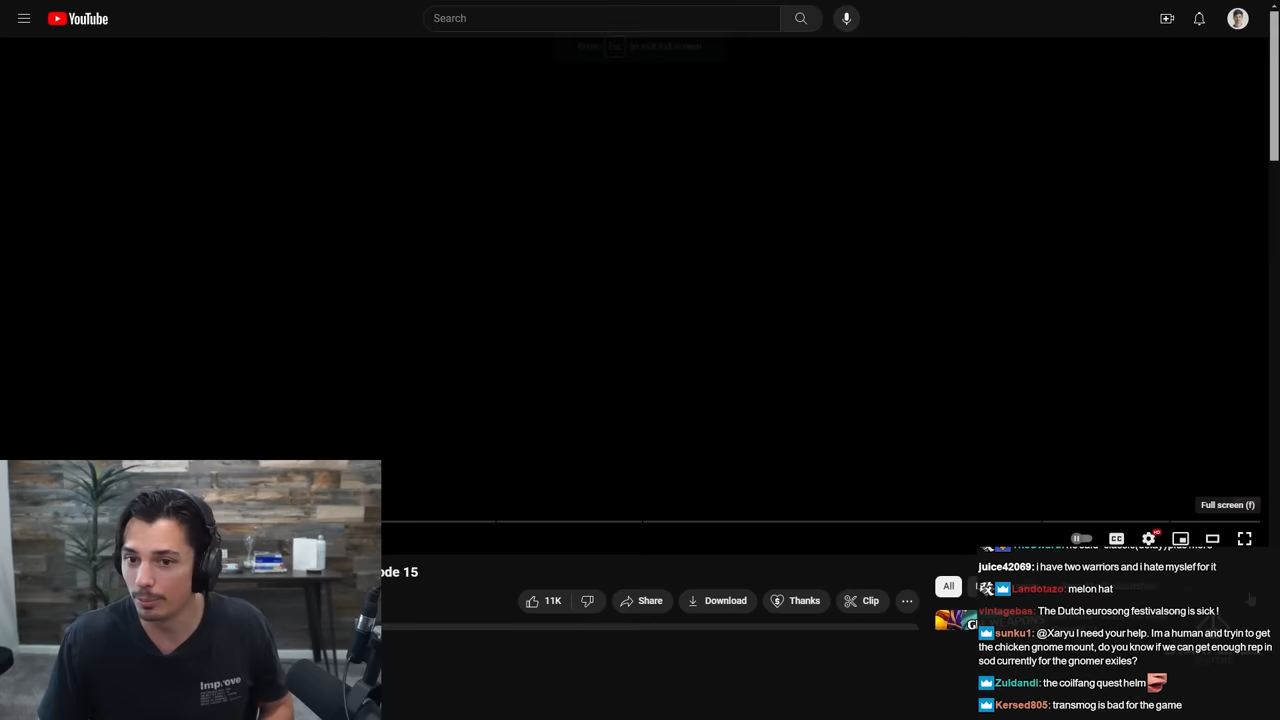 YouTube
Search
Full screen (f)
CC
HD
ode 15
11K
Share
Download
Thanks
Clip
All
juice42069: i have two warriors and i hate myslef for it
Landotazo: melon hat
vintagebas: The Dutch eurosong festivalsong is sick !
sunku1: @Xaryu I need your help. Im a human and tryin to get
the chicken gnome mount, do you know if we can get enough rep in
sod currently for the gnomer exiles?
Zuldandi: the coilfang quest helm
Kersed805: transmog is bad for the game
Improve